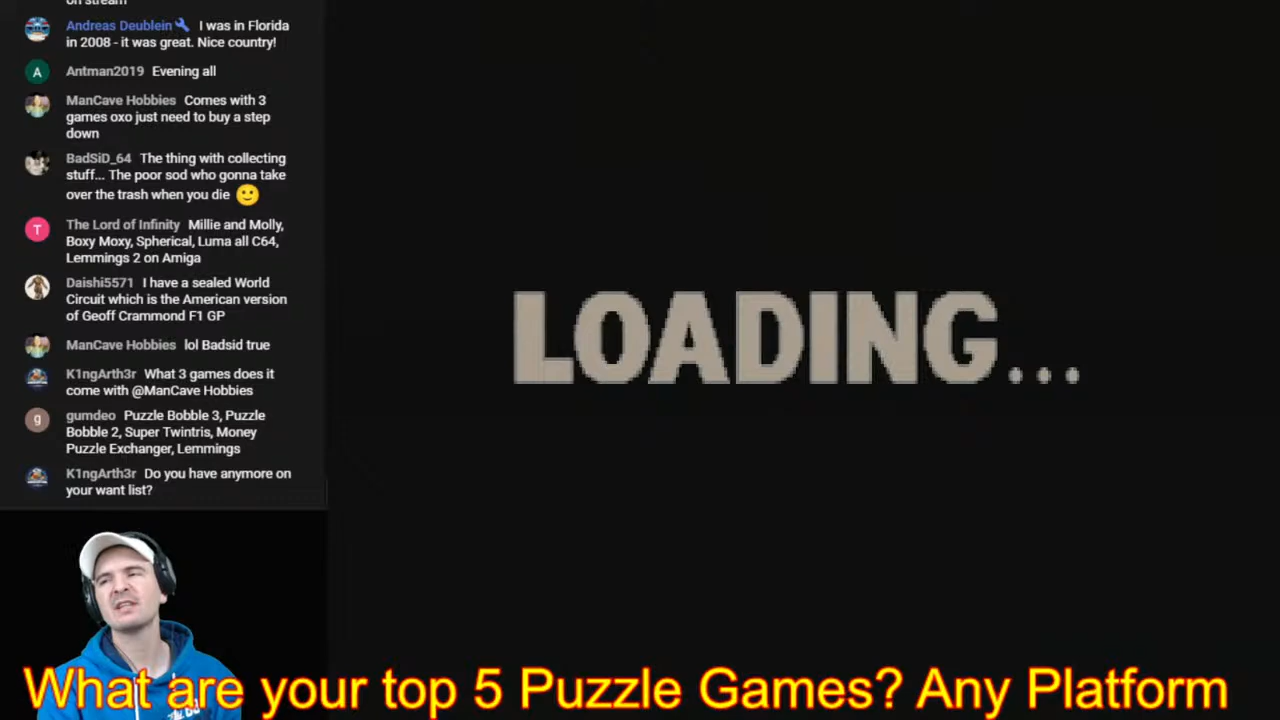 on stream
Andreas Deublein I was in Florida
in 2008 - it was great. Nice country!
A Antman2019 Evening all
ManCave Hobbies Comes with 3
games oxo just need to buy a step
down
BadSiD_64 The thing with collecting
stuff... The poor sod who gonna take
over the trash when you die
T The Lord of Infinity Millie and Molly,
Boxy Moxy, Spherical, Luma all C64,
Lemmings 2 on Amiga
Daishi5571 I have a sealed World
Circuit which is the American version
of Geoff Crammond F1 GP
ManCave Hobbies lol Badsid true
K1ngArth3r What 3 games does it
come with @ManCave Hobbies
g gumdeo Puzzle Bobble 3, Puzzle
Bobble 2, Super Twintris, Money
Puzzle Exchanger, Lemmings
K1ngArth3r Do you have anymore on
your want list?
LOADING...
What are your top 5 Puzzle Games? Any Platform